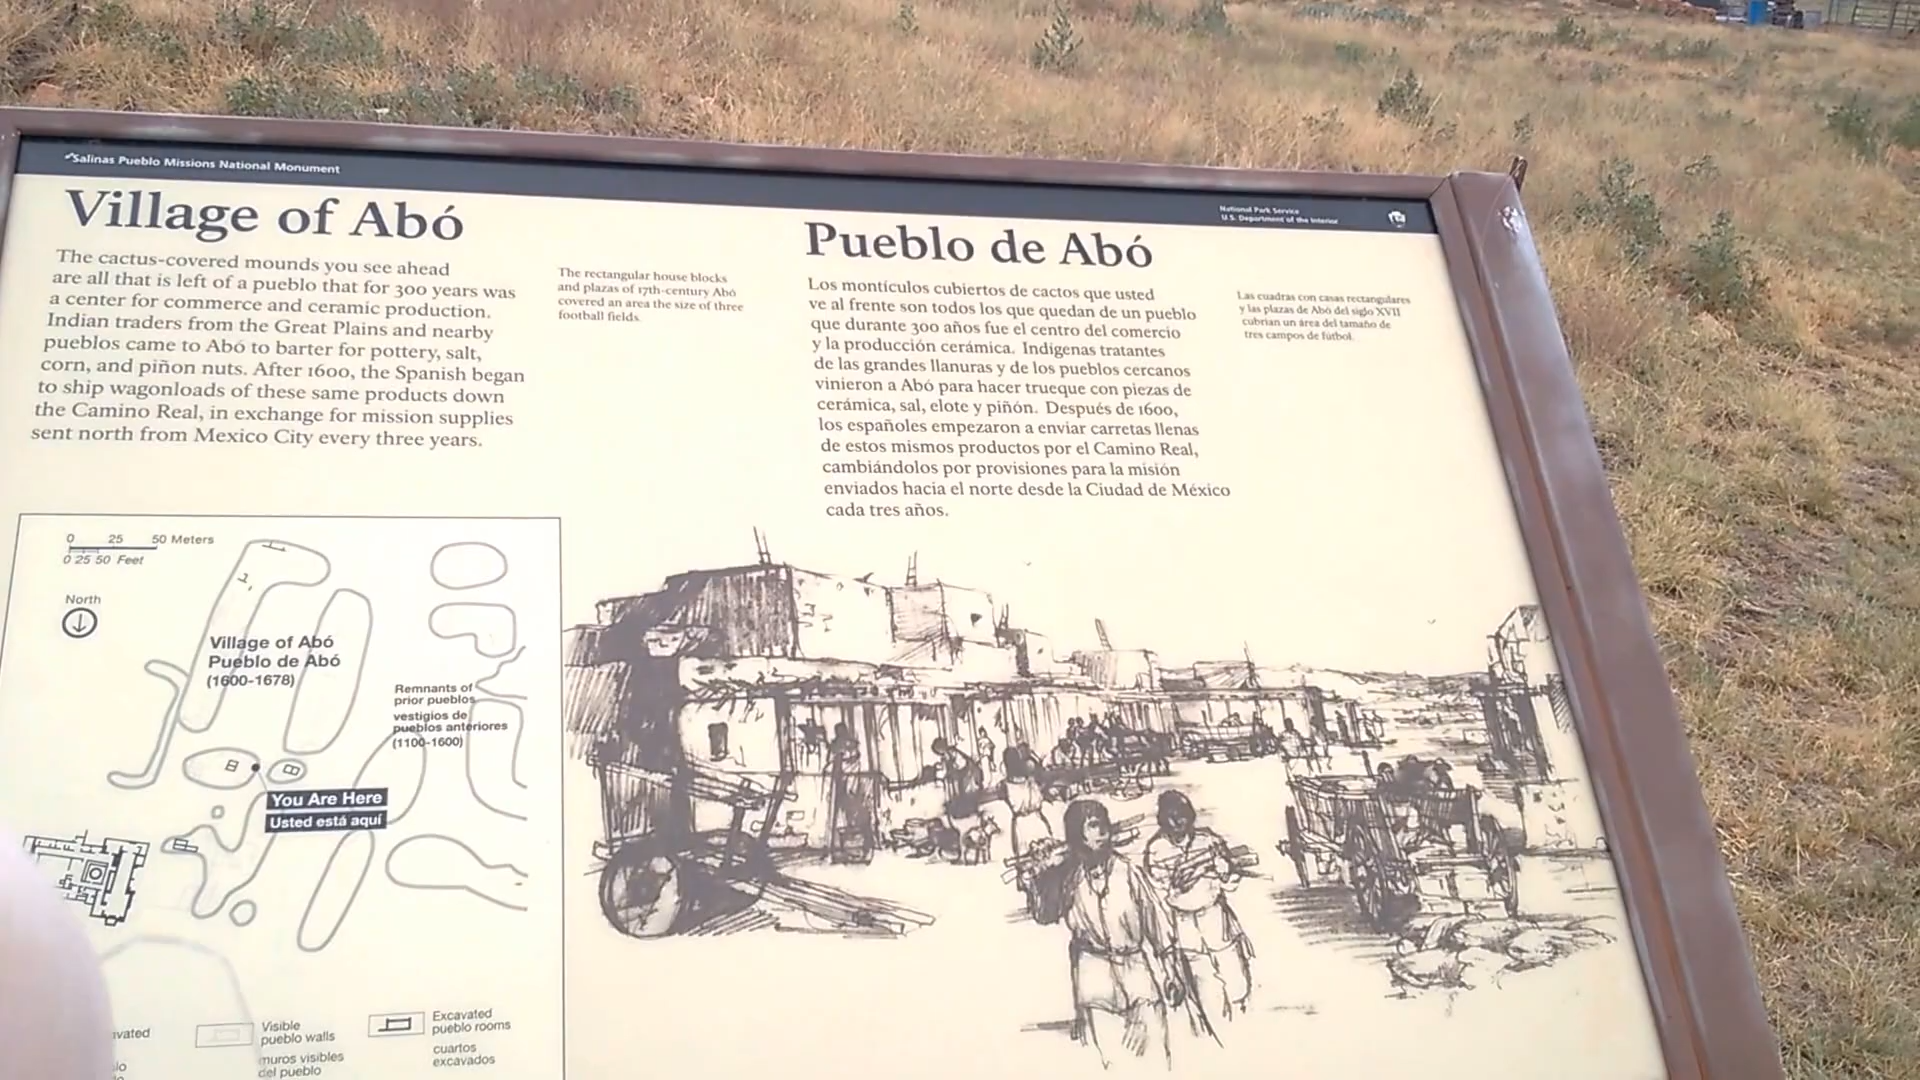 Salinas Pueblo Missions National Monument
National Park Service
U.S. Department of the Interior
Village of Abó
The cactus-covered mounds you see ahead
are all that is left of a pueblo that for 300 years was
a center for commerce and ceramic production.
Indian traders from the Great Plains and nearby
pueblos came to Abó to barter for pottery, salt,
corn, and piñon nuts. After 1600, the Spanish began
to ship wagonloads of these same products down
the Camino Real, in exchange for mission supplies
sent north from Mexico City every three years.
The rectangular house blocks
and plazas of 17th-century Abó
covered an area the size of three
football fields.
Pueblo de Abó
Los montículos cubiertos de cactos que usted
ve al frente son todos los que quedan de un pueblo
que durante 300 años fue el centro del comercio
y la producción cerámica. Indígenas tratantes
de las grandes llanuras y de los pueblos cercanos
vinieron a Abó para hacer trueque con piezas de
cerámica, sal, elote y piñón. Después de 1600,
los españoles empezaron a enviar carretas llenas
de estos mismos productos por el Camino Real,
cambiándolos por provisiones para la misión
enviados hacia el norte desde la Ciudad de México
cada tres años.
Las cuadras con casas rectangulares
y las plazas de Abó del siglo XVII
cubrían un área del tamaño de
tres campos de fútbol.
0 25 50 Meters
0 25 50 Feet
North
Village of Abó
Pueblo de Abó
(1600-1678)
Remnants of
prior pueblos
vestigios de
pueblos anteriores
(1100-1600)
You Are Here
Usted está aquí
Visible
pueblo walls
muros visibles
del pueblo
Excavated
pueblo rooms
cuartos
excavados